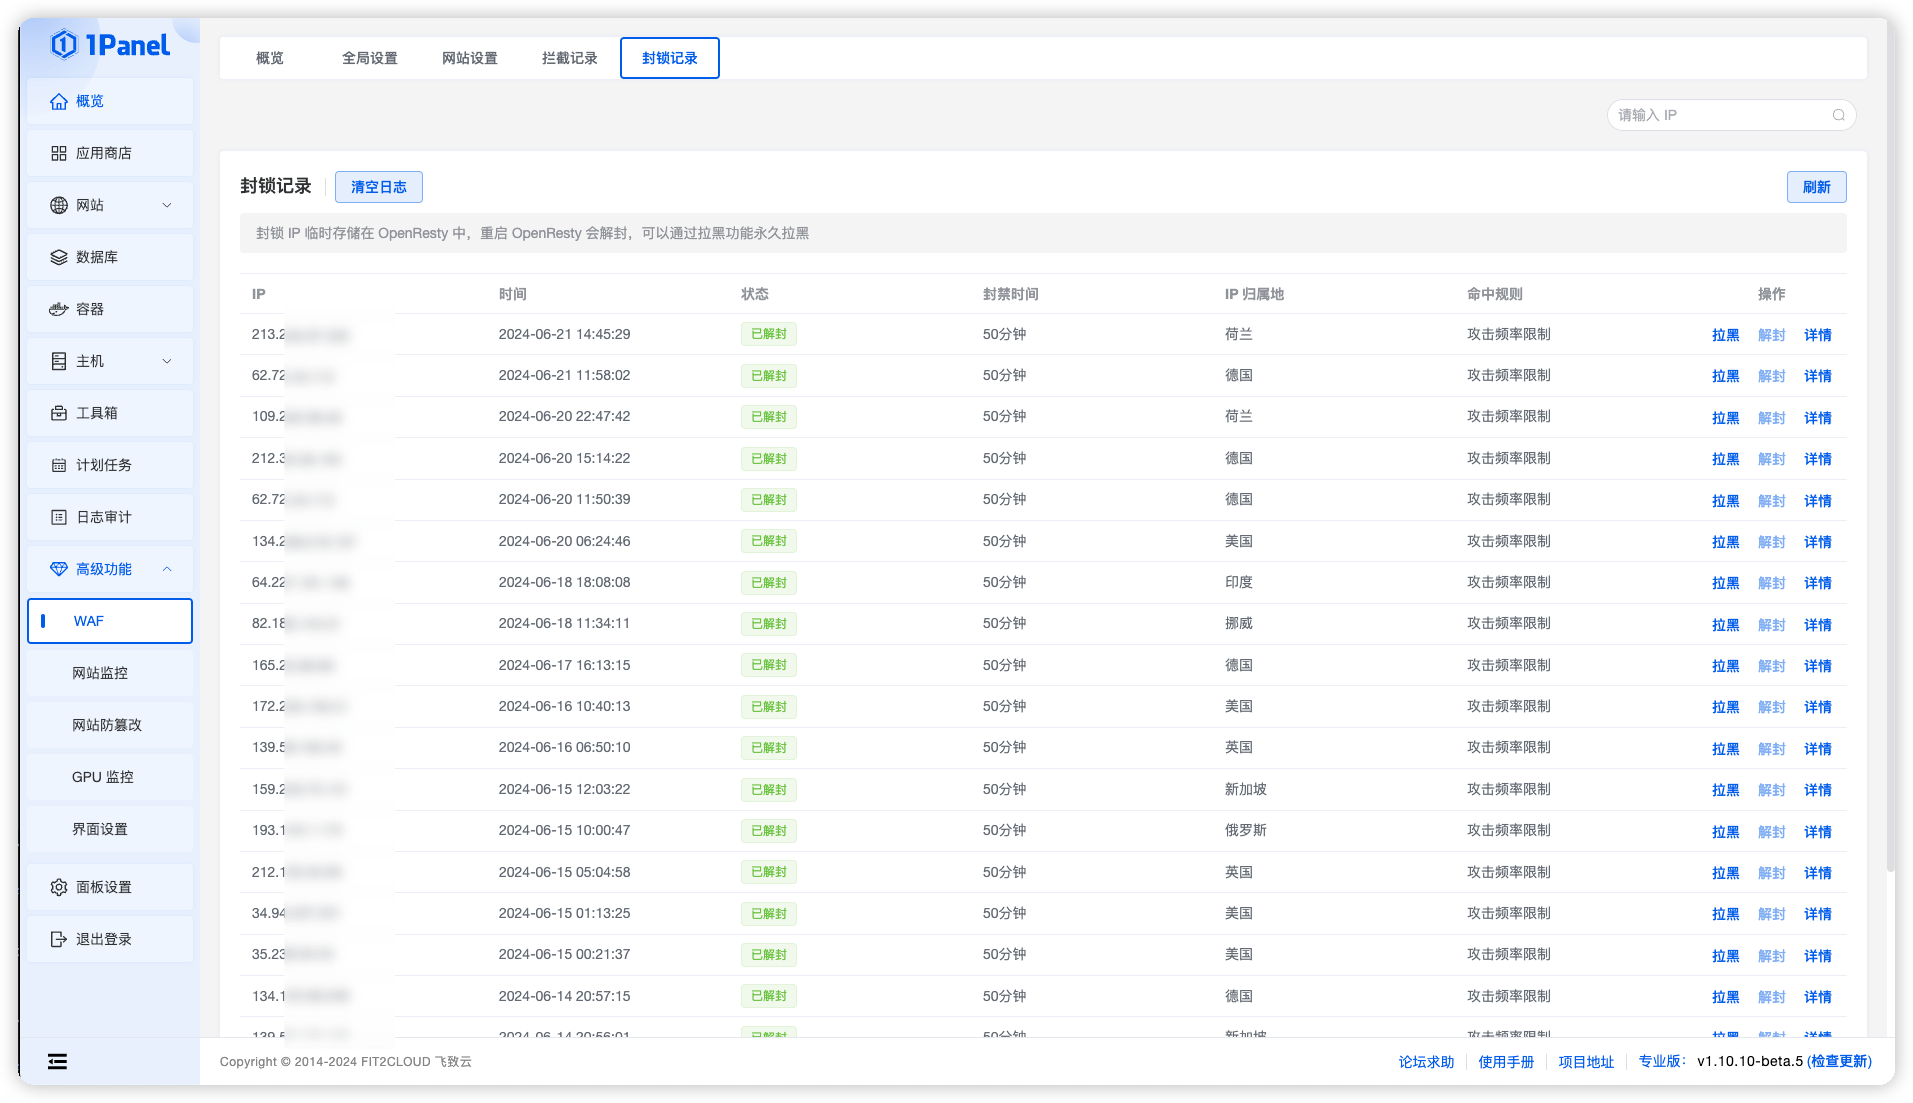 1Panel
概览
应用商店
网站
数据库
容器
主机
工具箱
计划任务
日志审计
高级功能
WAF
网站监控
网站防篡改
GPU 监控
界面设置
面板设置
退出登录
概览 全局设置 网站设置 拦截记录 封锁记录
请输入 IP
封锁记录 清空日志 刷新
封锁 IP 临时存储在 OpenResty 中，重启 OpenResty 会解封，可以通过拉黑功能永久拉黑
IP 时间 状态 封禁时间 IP 归属地 命中规则 操作
213.2 2024-06-21 14:45:29 已解封 50分钟 荷兰 攻击频率限制 拉黑 解封 详情
62.72 2024-06-21 11:58:02 已解封 50分钟 德国 攻击频率限制 拉黑 解封 详情
109.2 2024-06-20 22:47:42 已解封 50分钟 荷兰 攻击频率限制 拉黑 解封 详情
212.3 2024-06-20 15:14:22 已解封 50分钟 德国 攻击频率限制 拉黑 解封 详情
62.72 2024-06-20 11:50:39 已解封 50分钟 德国 攻击频率限制 拉黑 解封 详情
134.2 2024-06-20 06:24:46 已解封 50分钟 美国 攻击频率限制 拉黑 解封 详情
64.22 2024-06-18 18:08:08 已解封 50分钟 印度 攻击频率限制 拉黑 解封 详情
82.18 2024-06-18 11:34:11 已解封 50分钟 挪威 攻击频率限制 拉黑 解封 详情
165.2 2024-06-17 16:13:15 已解封 50分钟 德国 攻击频率限制 拉黑 解封 详情
172.2 2024-06-16 10:40:13 已解封 50分钟 美国 攻击频率限制 拉黑 解封 详情
139.5 2024-06-16 06:50:10 已解封 50分钟 英国 攻击频率限制 拉黑 解封 详情
159.2 2024-06-15 12:03:22 已解封 50分钟 新加坡 攻击频率限制 拉黑 解封 详情
193.1 2024-06-15 10:00:47 已解封 50分钟 俄罗斯 攻击频率限制 拉黑 解封 详情
212.1 2024-06-15 05:04:58 已解封 50分钟 英国 攻击频率限制 拉黑 解封 详情
34.94 2024-06-15 01:13:25 已解封 50分钟 美国 攻击频率限制 拉黑 解封 详情
35.23 2024-06-15 00:21:37 已解封 50分钟 美国 攻击频率限制 拉黑 解封 详情
134.1 2024-06-14 20:57:15 已解封 50分钟 德国 攻击频率限制 拉黑 解封 详情
139.5 2024-06-14 20:56:01 已解封 50分钟 新加坡 攻击频率限制 拉黑 解封 详情
Copyright © 2014-2024 FIT2CLOUD 飞致云
论坛求助 使用手册 项目地址 专业版： v1.10.10-beta.5 (检查更新)